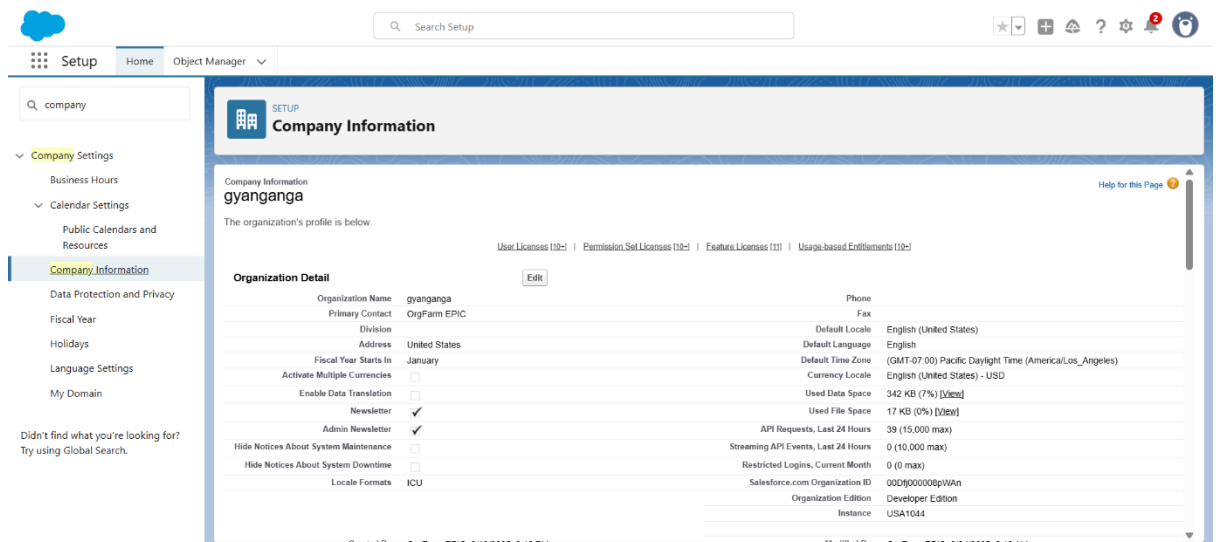 Search Setup
2
Setup
Home
Object Manager
company
Company Settings
Business Hours
Calendar Settings
Public Calendars and
Resources
Company Information
Data Protection and Privacy
Fiscal Year
Holidays
Language Settings
My Domain
Didn't find what you're looking for?
Try using Global Search.
SETUP
Company Information
Company Information
gyanganga
Help for this Page
The organization's profile is below.
User Licenses [10+] | Permission Set Licenses [10+] | Feature Licenses [11] | Usage-based Entitlements [10+]
Organization Detail Edit
Organization Name gyanganga Phone
Primary Contact OrgFarm EPIC Fax
Division Default Locale English (United States)
Address United States Default Language English
Fiscal Year Starts In January Default Time Zone (GMT-07:00) Pacific Daylight Time (America/Los_Angeles)
Activate Multiple Currencies Currency Locale English (United States) - USD
Enable Data Translation Used Data Space 342 KB (7%) [View]
Newsletter Used File Space 17 KB (0%) [View]
Admin Newsletter API Requests, Last 24 Hours 39 (15,000 max)
Hide Notices About System Maintenance Streaming API Events, Last 24 Hours 0 (10,000 max)
Hide Notices About System Downtime Restricted Logins, Current Month 0 (0 max)
Locale Formats ICU Salesforce.com Organization ID 00Dfj000008pWAn
Organization Edition Developer Edition
Instance USA1044